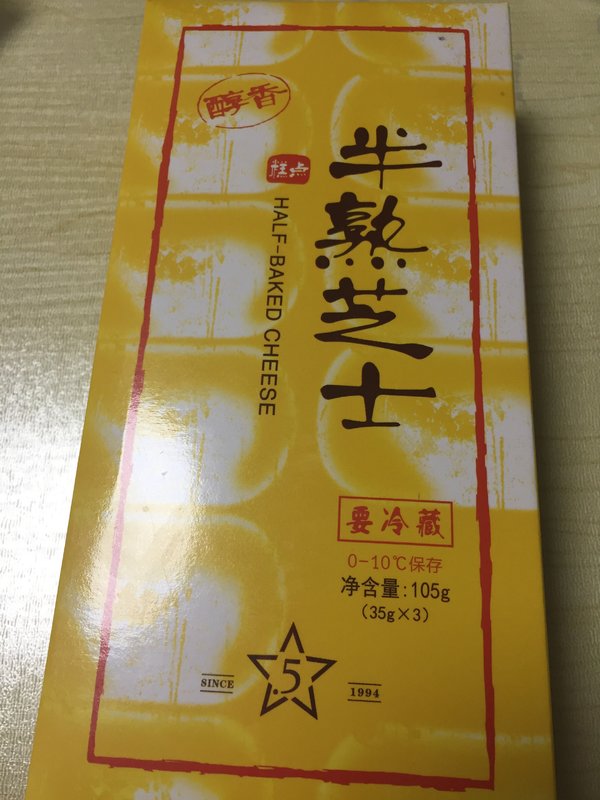 醇香
半熟芝士
糕点
HALF-BAKED CHEESE
要冷藏
0-10℃保存
净含量:105g
(35g×3)
SINCE
.5
1994